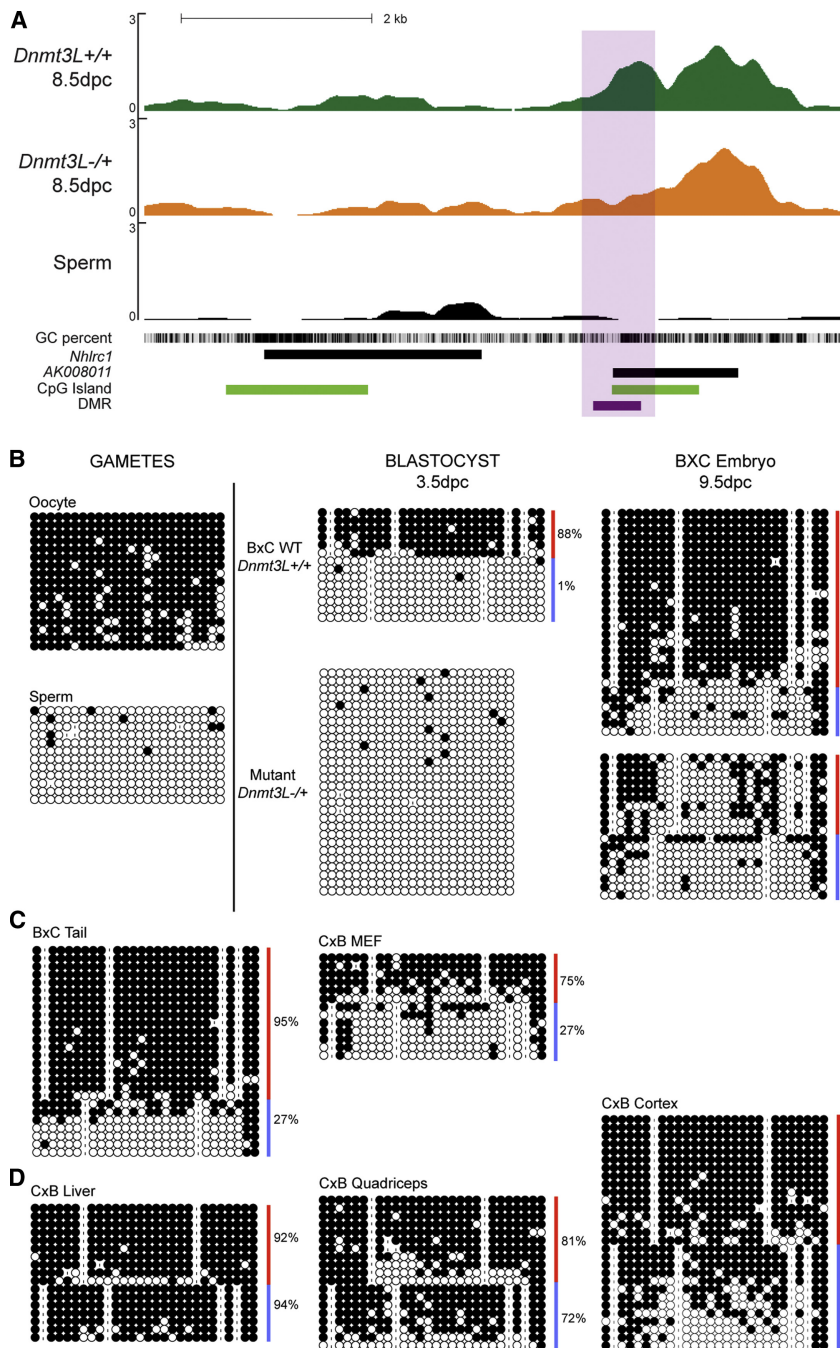 A
3
2 kb
Dnmt3L+/+
8.5dpc
0
3
Dnmt3L-/+
8.5dpc
0
3
Sperm
0
GC percent
Nhlrc1
AK008011
CpG Island
DMR
B
GAMETES
BLASTOCYST
3.5dpc
BXC Embryo
9.5dpc
Oocyte
BxC WT
Dnmt3L+/+
88%
1%
Sperm
Mutant
Dnmt3L-/+
C
BxC Tail
95%
27%
CxB MEF
75%
27%
CxB Cortex
D
CxB Liver
92%
94%
CxB Quadriceps
81%
72%